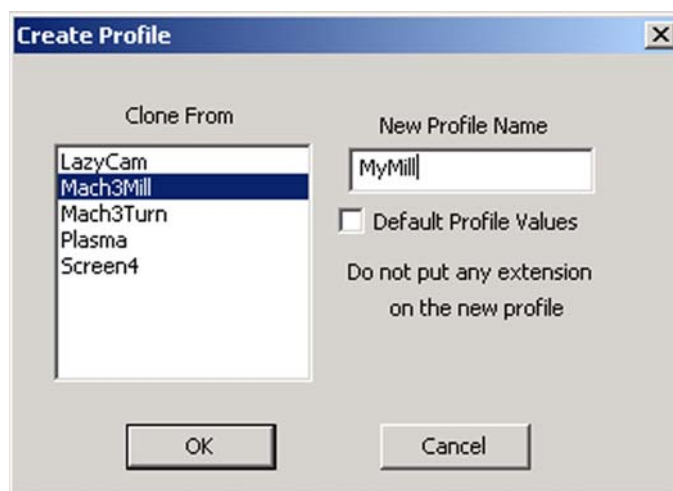 Create Profile
Clone From
LazyCam
Mach3Mill
Mach3Turn
Plasma
Screen4
New Profile Name
MyMill
Default Profile Values
Do not put any extension
on the new profile
OK
Cancel